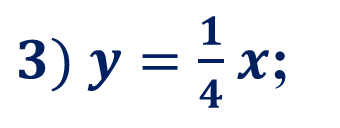 3) y = 1/4 x;